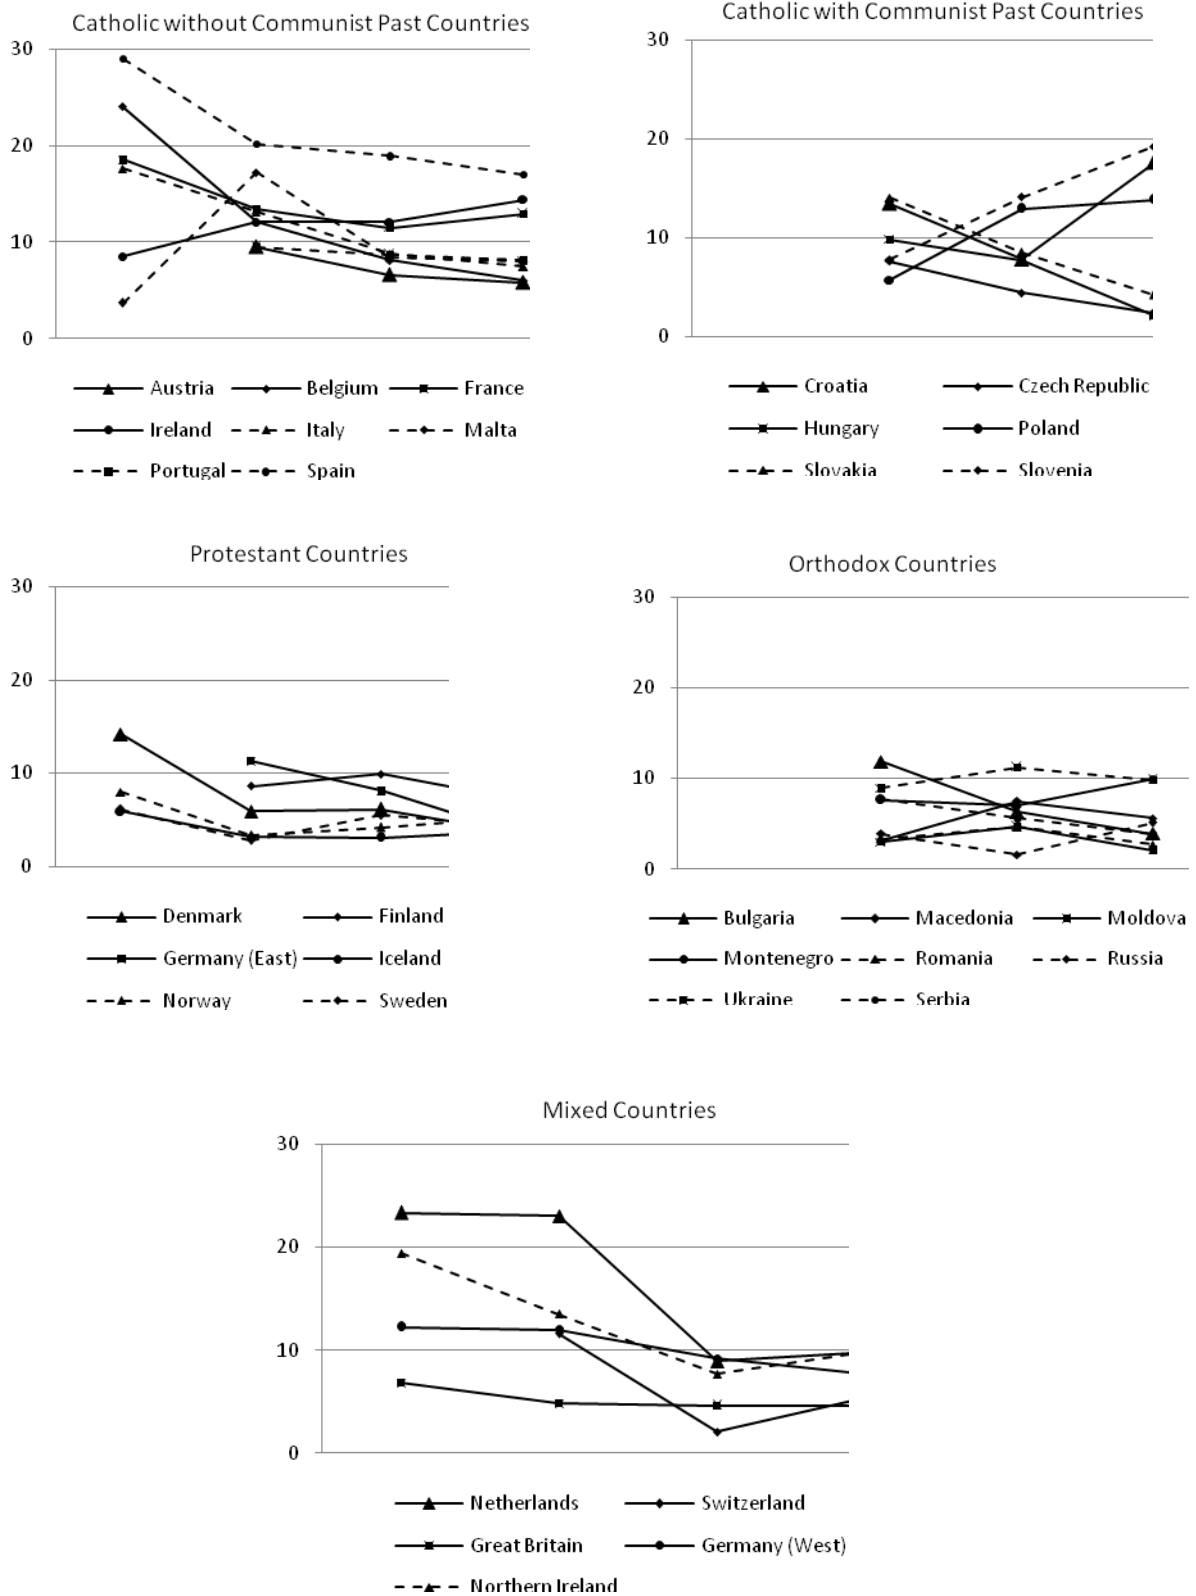 Catholic without Communist Past Countries
30
20
10
0
Austria Belgium France
Ireland Italy Malta
Portugal Spain
Catholic with Communist Past Countries
30
20
10
0
Croatia Czech Republic
Hungary Poland
Slovakia Slovenia
Protestant Countries
30
20
10
0
Denmark Finland
Germany (East) Iceland
Norway Sweden
Orthodox Countries
30
20
10
0
Bulgaria Macedonia Moldova
Montenegro Romania Russia
Ukraine Serbia
Mixed Countries
30
20
10
0
Netherlands Switzerland
Great Britain Germany (West)
Northern Ireland